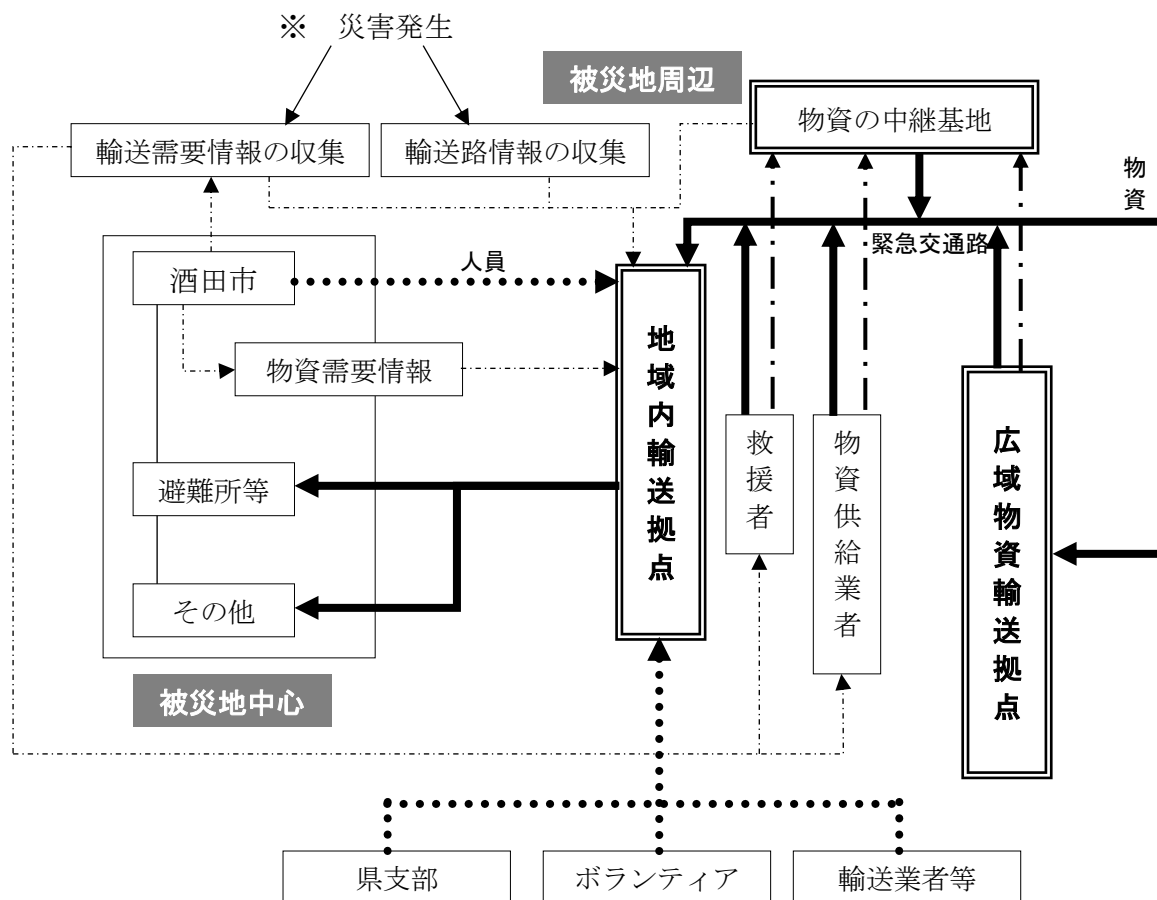 ※ 災害発生
被災地周辺
物資の中継基地
輸送需要情報の収集
輸送路情報の収集
物資
緊急交通路
酒田市
人員
物資需要情報
地域内輸送拠点
救援者
物資供給業者
広域物資輸送拠点
避難所等
その他
被災地中心
県支部
ボランティア
輸送業者等